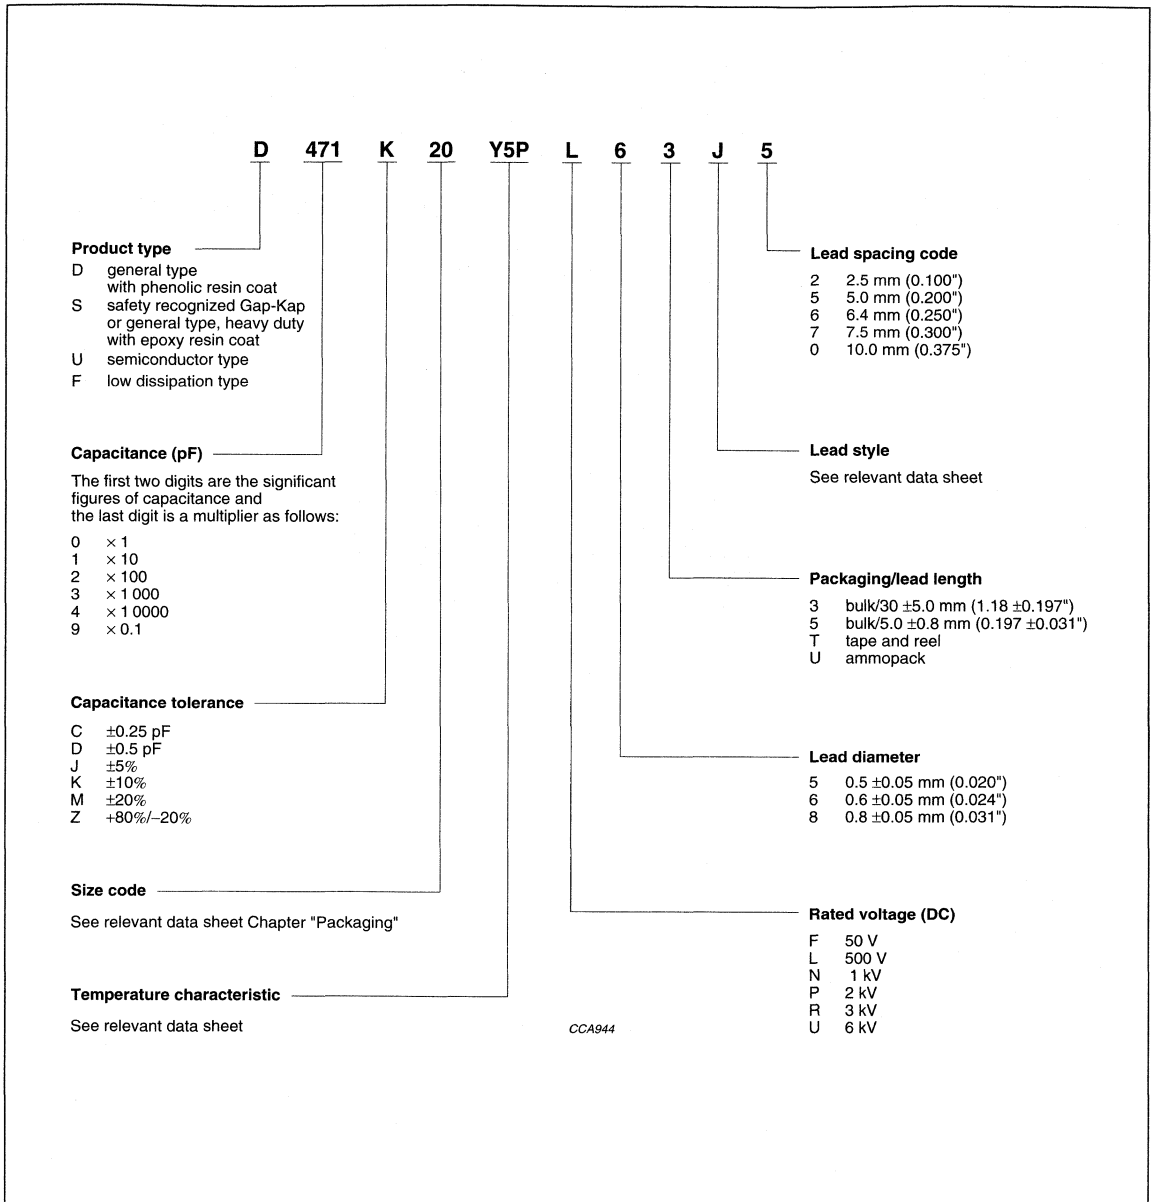 D 471 K 20 Y5P L 6 3 J 5
Product type
D general type
with phenolic resin coat
S safety recognized Gap-Kap
or general type, heavy duty
with epoxy resin coat
U semiconductor type
F low dissipation type
Capacitance (pF)
The first two digits are the significant
figures of capacitance and
the last digit is a multiplier as follows:
0 × 1
1 × 10
2 × 100
3 × 1 000
4 × 1 0000
9 × 0.1
Capacitance tolerance
C ±0.25 pF
D ±0.5 pF
J ±5%
K ±10%
M ±20%
Z +80%/–20%
Size code
See relevant data sheet Chapter "Packaging"
Temperature characteristic
See relevant data sheet
Lead spacing code
2 2.5 mm (0.100")
5 5.0 mm (0.200")
6 6.4 mm (0.250")
7 7.5 mm (0.300")
0 10.0 mm (0.375")
Lead style
See relevant data sheet
Packaging/lead length
3 bulk/30 ±5.0 mm (1.18 ±0.197")
5 bulk/5.0 ±0.8 mm (0.197 ±0.031")
T tape and reel
U ammopack
Lead diameter
5 0.5 ±0.05 mm (0.020")
6 0.6 ±0.05 mm (0.024")
8 0.8 ±0.05 mm (0.031")
Rated voltage (DC)
F 50 V
L 500 V
N 1 kV
P 2 kV
R 3 kV
U 6 kV
CCA944